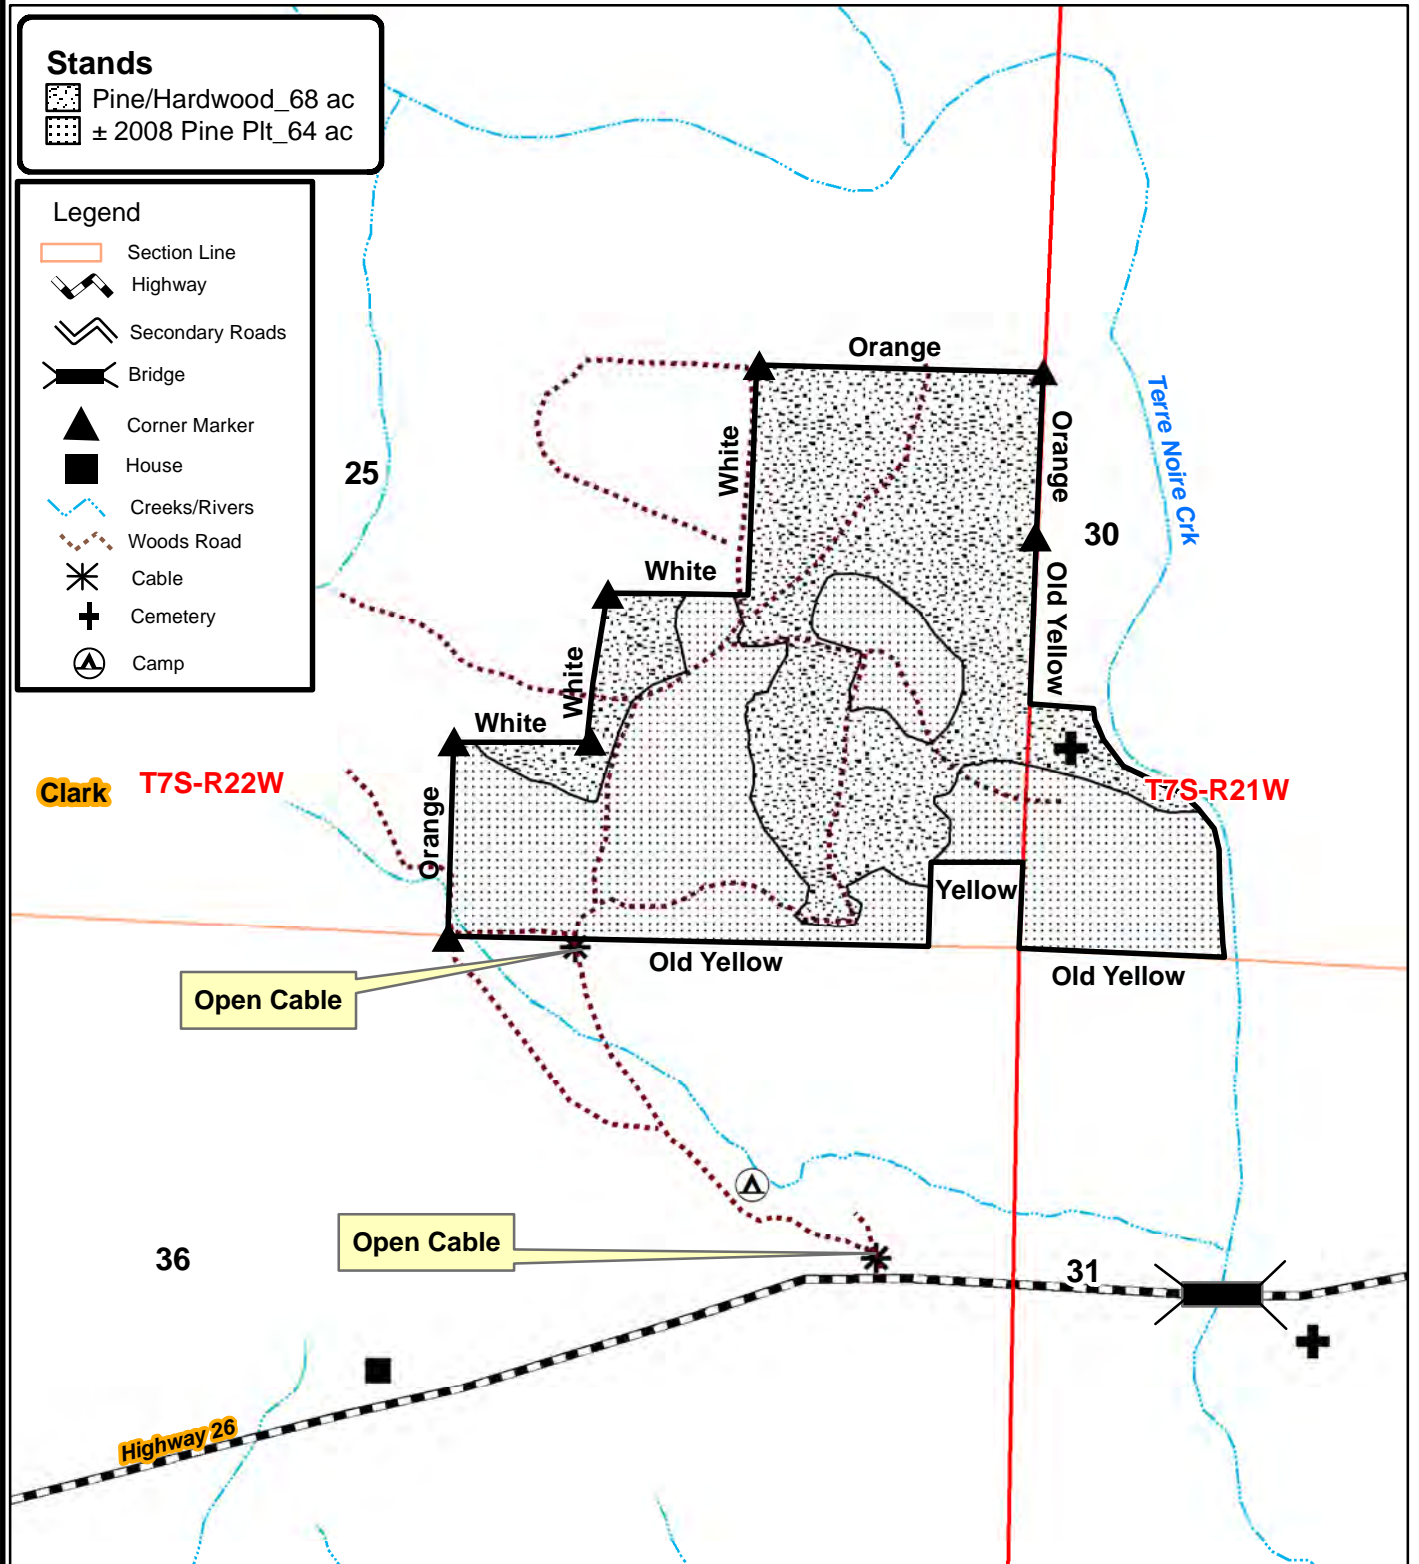 Stands
Pine/Hardwood_68 ac
± 2008 Pine Plt_64 ac
Legend
Section Line
Highway
Secondary Roads
Bridge
Corner Marker
House
Creeks/Rivers
Woods Road
Cable
Cemetery
Camp
Orange
White
Orange
Terre Noire Crk
25
30
White
Old Yellow
White
White
Clark
T7S-R22W
T7S-R21W
Orange
Yellow
Old Yellow
Old Yellow
Open Cable
Open Cable
36
31
Highway 26